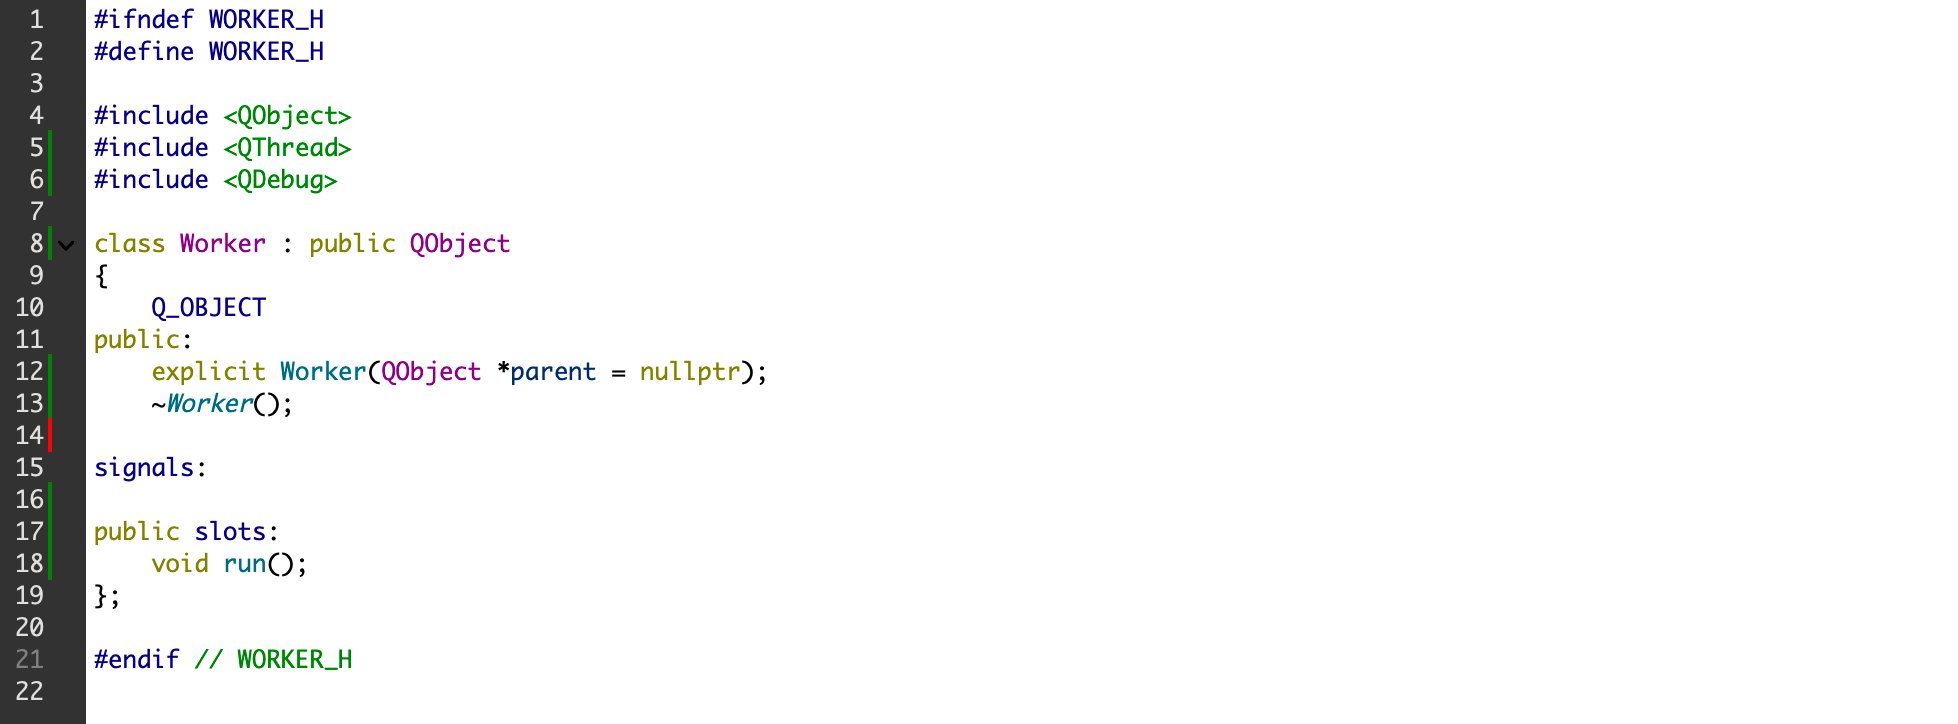 1 #ifndef WORKER_H
2 #define WORKER_H
3
4 #include <QObject>
5 #include <QThread>
6 #include <QDebug>
7
8 class Worker : public QObject
9 {
10     Q_OBJECT
11 public:
12     explicit Worker(QObject *parent = nullptr);
13     ~Worker();
14
15 signals:
16
17 public slots:
18     void run();
19 };
20
21 #endif // WORKER_H
22